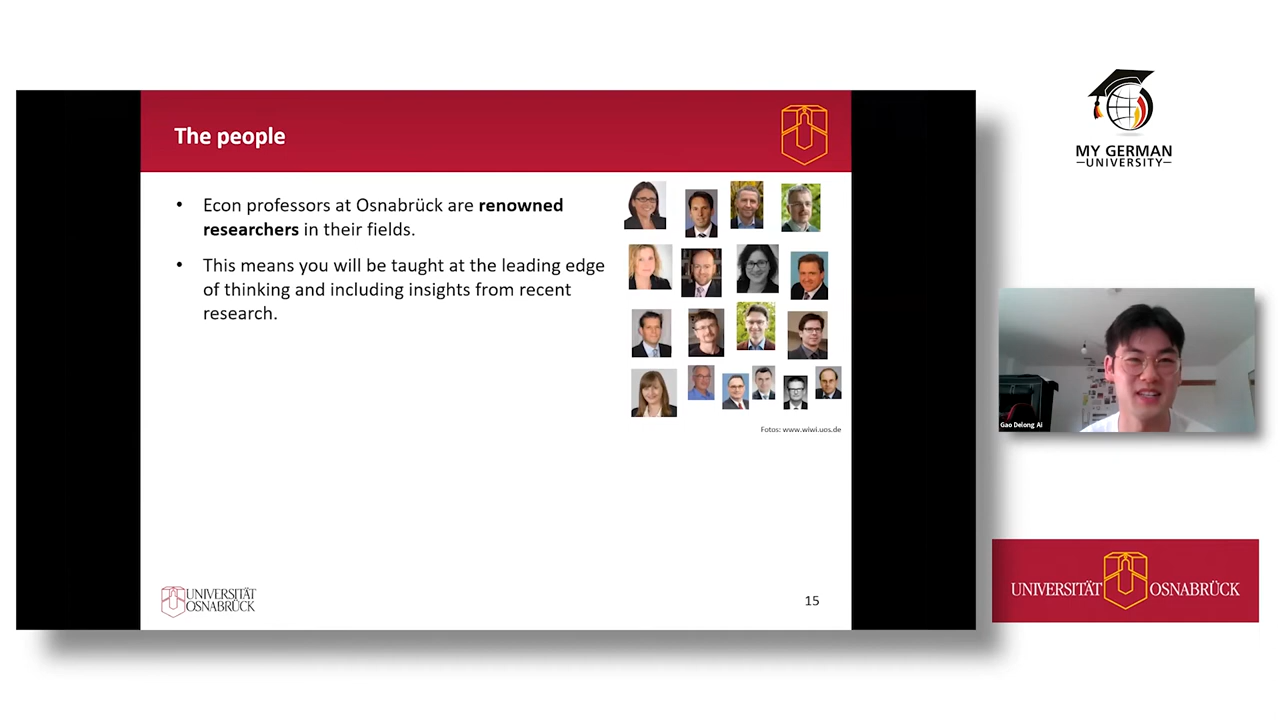 The people
• Econ professors at Osnabrück are renowned
researchers in their fields.
• This means you will be taught at the leading edge
of thinking and including insights from recent
research.
Fotos: www.wiwi.uos.de
UNIVERSITÄT
OSNABRÜCK
15
MY GERMAN
UNIVERSITY
Gao Delong Ai
UNIVERSITÄT OSNABRÜCK